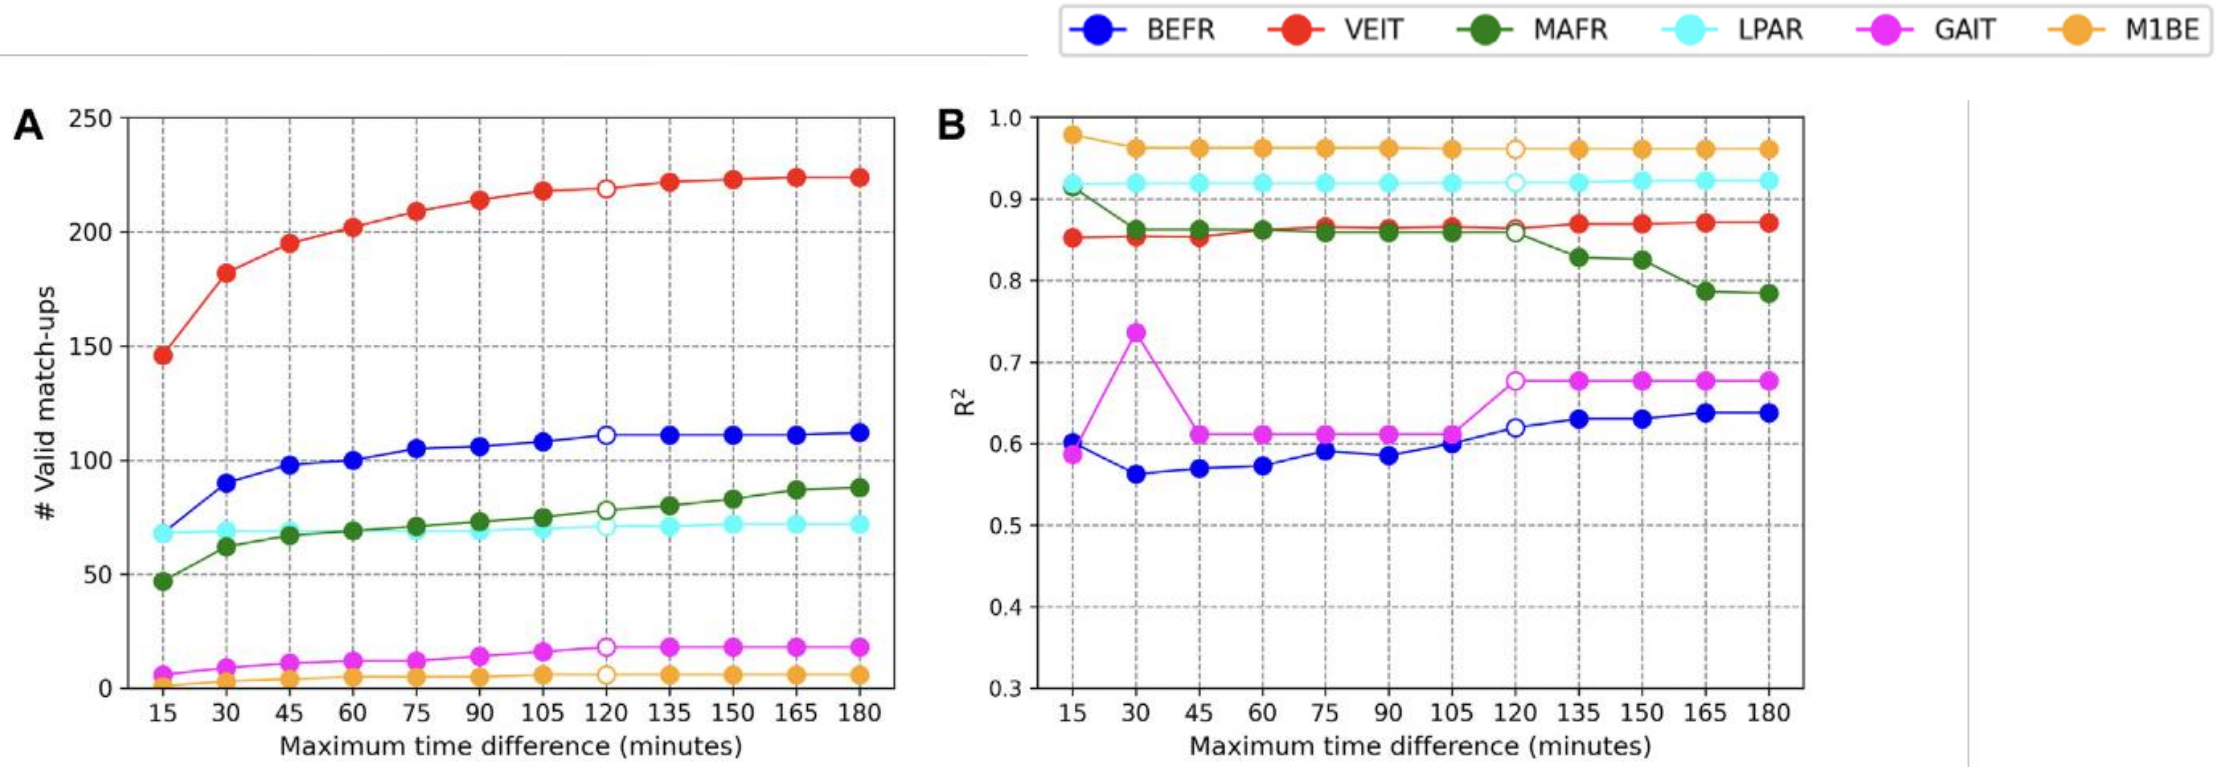 BEFR VEIT MAFR LPAR GAIT M1BE
A
250
200
150
100
50
0
# Valid match-ups
15 30 45 60 75 90 105 120 135 150 165 180
Maximum time difference (minutes)
B
1.0
0.9
0.8
0.7
0.6
0.5
0.4
0.3
R²
15 30 45 60 75 90 105 120 135 150 165 180
Maximum time difference (minutes)